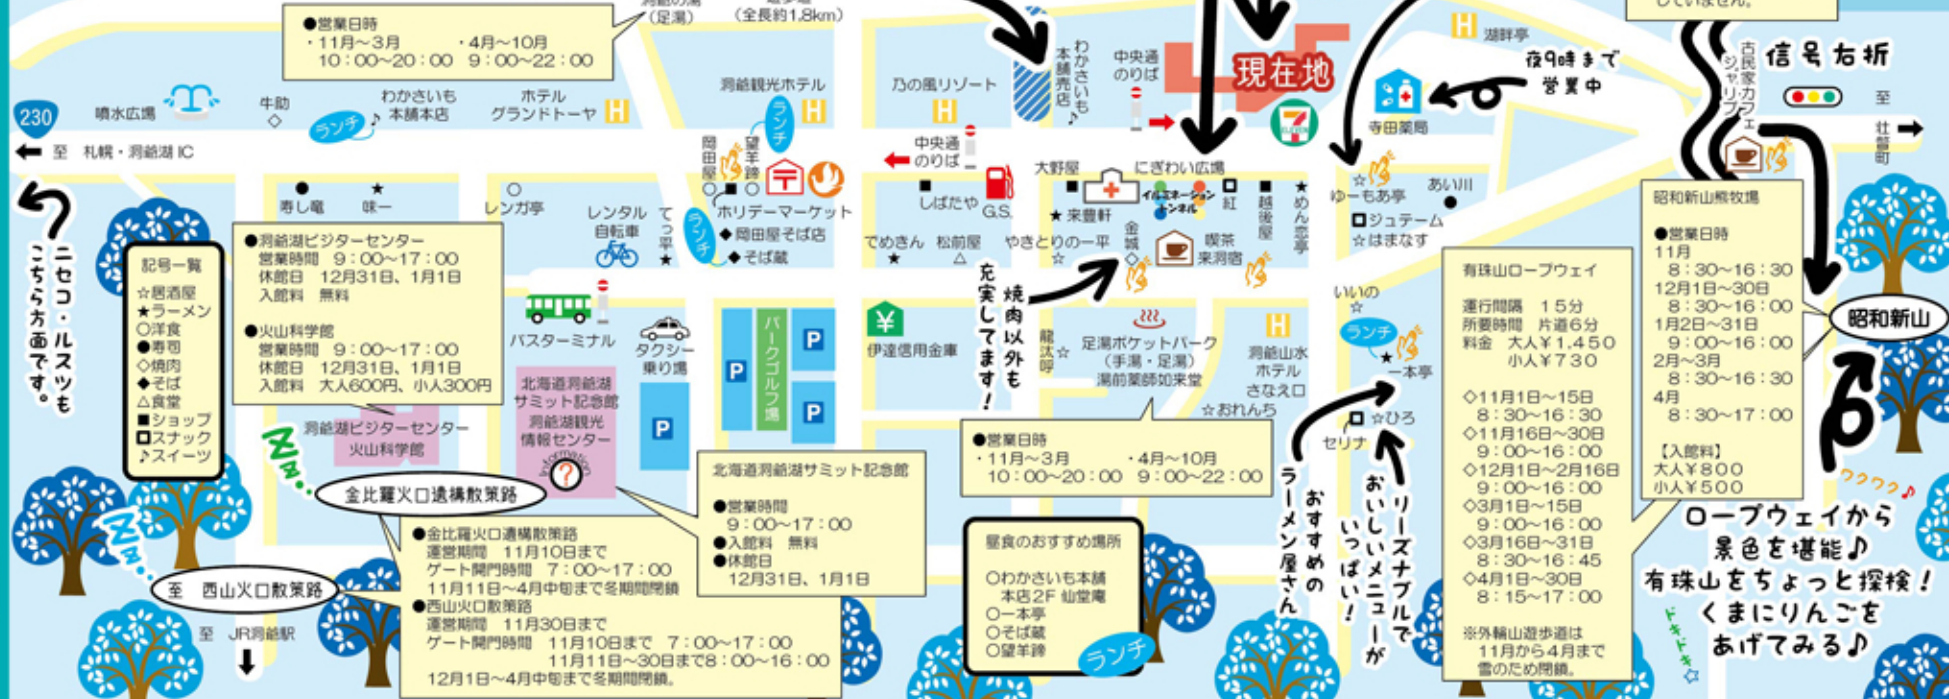 していません。
●営業日時
・11月〜3月　・4月〜10月
10：00〜20：00　9：00〜22：00
(足湯)
(全長約1.8km)
230
噴水広場
牛助
◇
ランチ
♪
わかさいも
本舗本店
ホテル
グランドトーヤ
H
洞爺観光ホテル
H
ランチ
乃の風リゾート
H
わかさいも
本舗売店♪
中央通
のりば
現在地
7
ELEVEN
H
湖畔亭
夜9時まで
営業中
寺田薬局
古民家カフェ
ジャリブ
信号右折
至
壮瞥町
至　札幌・洞爺湖 IC
岡田屋
○
望羊蹄
○
■
〒
中央通
のりば
●
寿し竜
★
味一
○
レンガ亭
レンタル
自転車
てっ平
★
ランチ
ホリデーマーケット
◆岡田屋そば店
◆そば蔵
■
しばたや
G.S.
大野屋
■
★来豊軒
にぎわい広場
イルミネーション
トンネル
紅
■
越後屋
★
めん恋亭
☆
ゆーもあ亭
ジュテーム
☆はまなす
あい川
●
でめきん
★
松前屋
△
やきとりの一平
☆
金城
◇
喫茶
来洞宿
焼肉以外も
充実してます！
ニセコ・ルスツも
こちら方面です。
記号一覧
☆居酒屋
★ラーメン
○洋食
●寿司
◇焼肉
◆そば
△食堂
■ショップ
□スナック
♪スイーツ
●洞爺湖ビジターセンター
営業時間　9：00〜17：00
休館日　12月31日、1月1日
入館料　無料
●火山科学館
営業時間　9：00〜17：00
休館日　12月31日、1月1日
入館料　大人600円、小人300円
洞爺湖ビジターセンター
火山科学館
バスターミナル
タクシー
乗り場
北海道洞爺湖
サミット記念館
洞爺湖観光
情報センター
Information
?
P
P
パークゴルフ場
P
P
¥
伊達信用金庫
龍汰呼
☆
足湯ポケットパーク
(手湯・足湯)
湯前薬師如来堂
H
洞爺山水
ホテル
さなえ口
☆おれんち
いいの
☆
ランチ
★
一本亭
☆ひろ
セリナ
●営業日時
・11月〜3月　・4月〜10月
10：00〜20：00　9：00〜22：00
おすすめの
ラーメン屋さん
リーズナブルで
おいしいメニューが
いっぱい！
有珠山ロープウェイ
運行間隔　15分
所要時間　片道6分
料金　大人¥1,450
小人¥730
◇11月1日〜15日
8：30〜16：30
◇11月16日〜30日
9：00〜16：00
◇12月1日〜2月16日
9：00〜16：00
◇3月1日〜15日
9：00〜16：00
◇3月16日〜31日
8：30〜16：45
◇4月1日〜30日
8：15〜17：00
※外輪山遊歩道は
11月から4月まで
雪のため閉鎖。
昭和新山熊牧場
●営業日時
11月
8：30〜16：30
12月1日〜30日
8：30〜16：00
1月2日〜31日
9：00〜16：00
2月〜3月
8：30〜16：30
4月
8：30〜17：00
【入館料】
大人¥800
小人¥500
昭和新山
ワクワク♪
ロープウェイから
景色を堪能♪
有珠山をちょっと探検！
くまにりんごを
あげてみる♪
ドキドキ☆
Zz..
金比羅火口遺構散策路
●金比羅火口遺構散策路
運営期間　11月10日まで
ゲート開門時間　7：00〜17：00
11月11日〜4月中旬まで冬期間閉鎖
●西山火口散策路
運営期間　11月30日まで
ゲート開門時間　11月10日まで　7：00〜17：00
11月11日〜30日まで8：00〜16：00
12月1日〜4月中旬まで冬期間閉鎖。
北海道洞爺湖サミット記念館
●営業時間
9：00〜17：00
●入館料　無料
●休館日
12月31日、1月1日
昼食のおすすめ場所
○わかさいも本舗
本店2F 仙堂庵
○一本亭
○そば蔵
○望羊蹄
ランチ
Zz..
至　西山火口散策路
至　JR洞爺駅